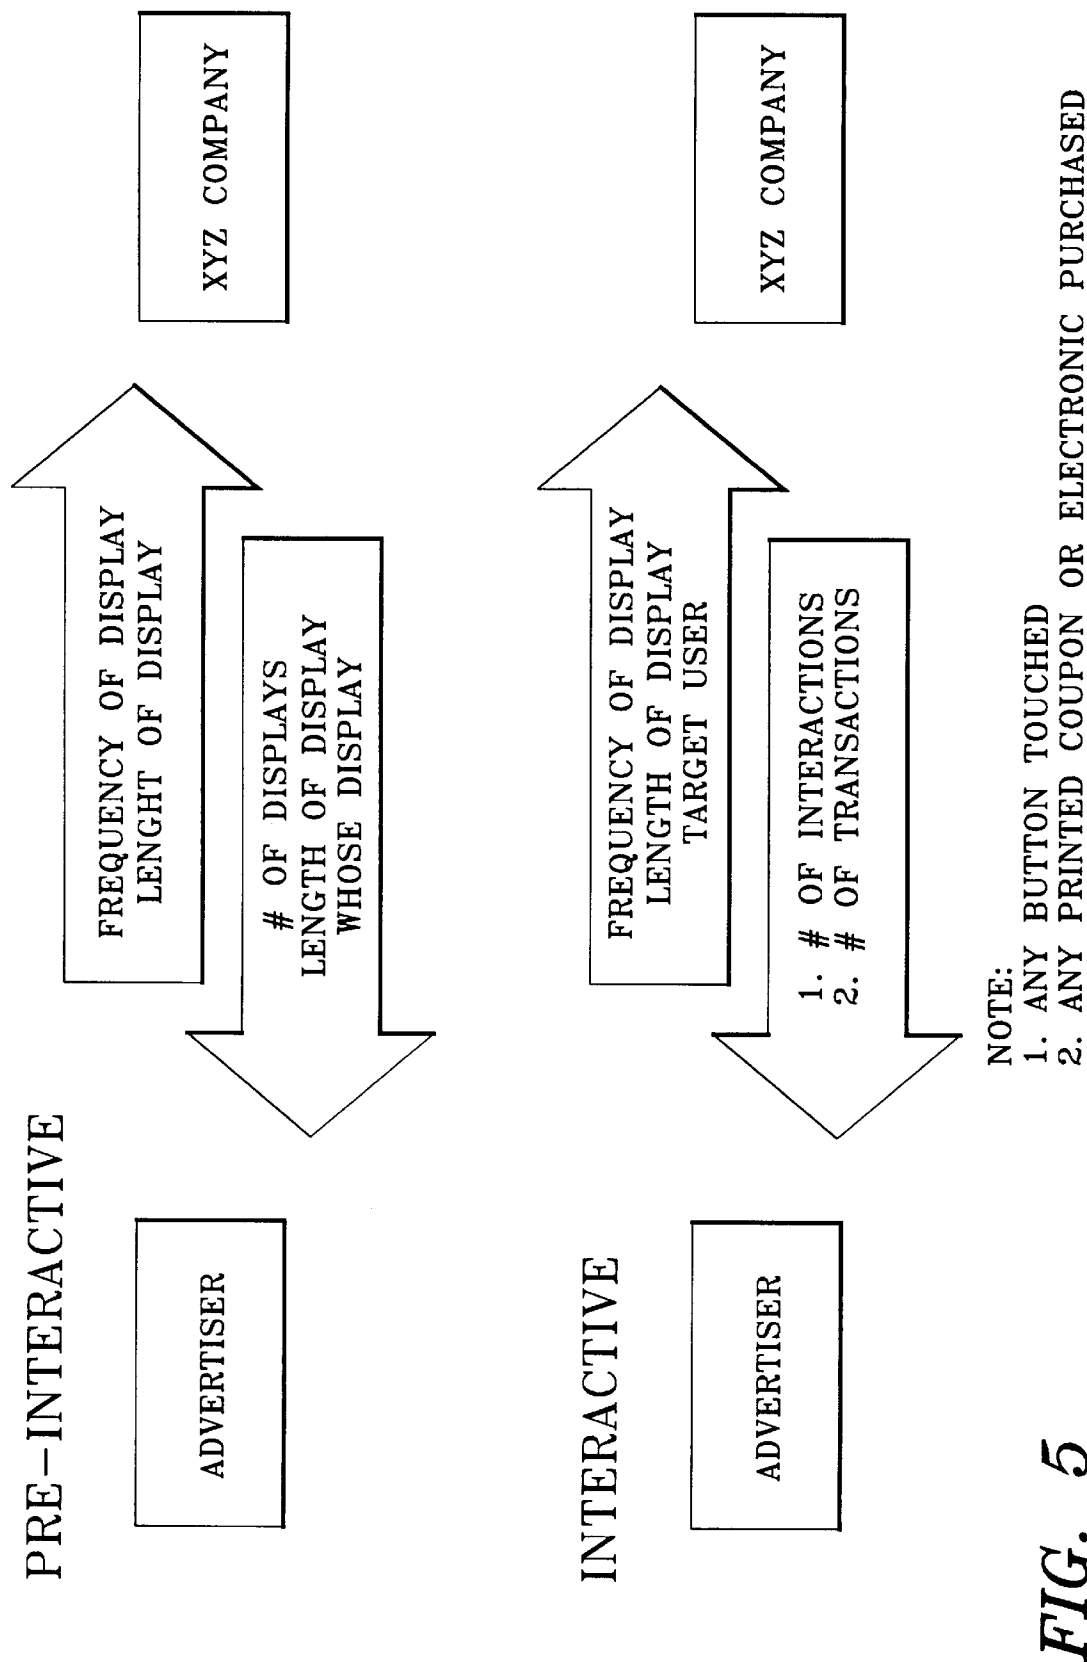 PRE-INTERACTIVE
ADVERTISER
FREQUENCY OF DISPLAY
LENGHT OF DISPLAY
# OF DISPLAYS
LENGTH OF DISPLAY
WHOSE DISPLAY
XYZ COMPANY
INTERACTIVE
ADVERTISER
FREQUENCY OF DISPLAY
LENGTH OF DISPLAY
TARGET USER
1. # OF INTERACTIONS
2. # OF TRANSACTIONS
XYZ COMPANY
NOTE:
1. ANY BUTTON TOUCHED
2. ANY PRINTED COUPON OR ELECTRONIC PURCHASED
FIG. 5